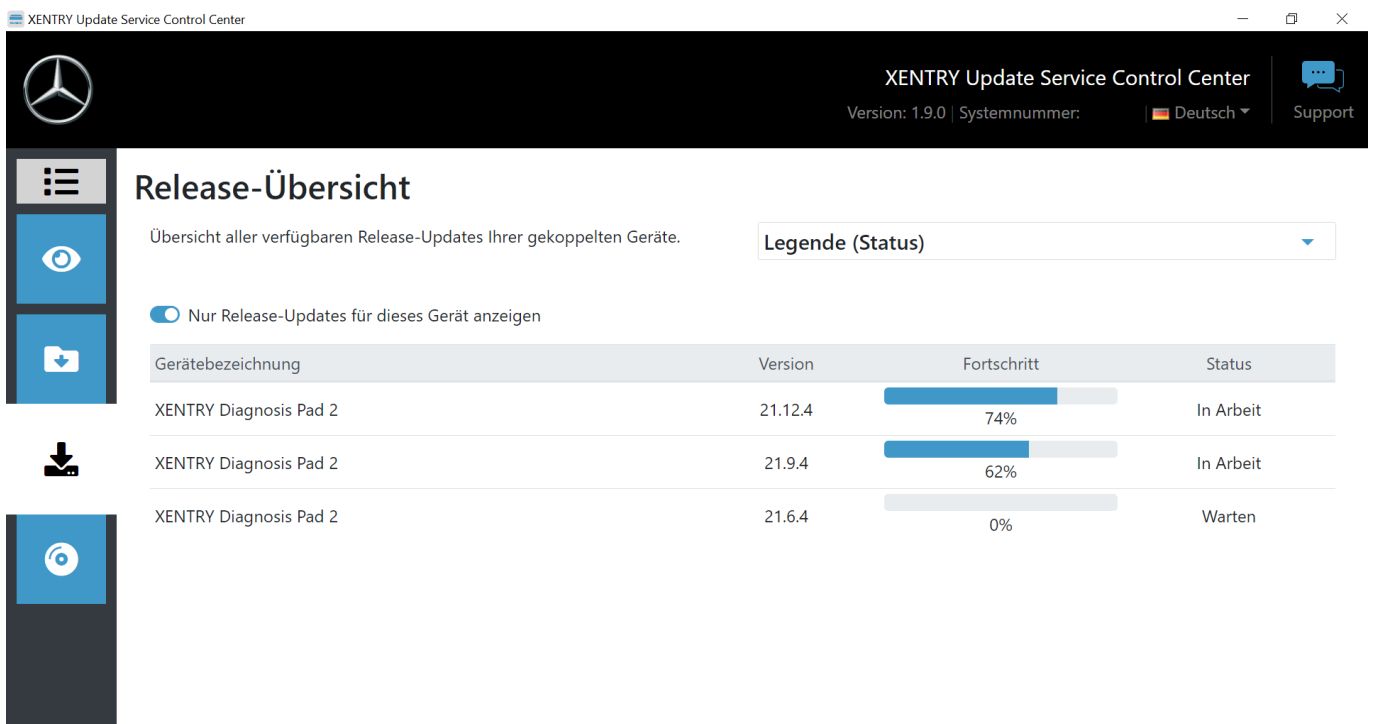 XENTRY Update Service Control Center
XENTRY Update Service Control Center
Version: 1.9.0 | Systemnummer: | Deutsch
Support
Release-Übersicht
Übersicht aller verfügbaren Release-Updates Ihrer gekoppelten Geräte.
Legende (Status)
Nur Release-Updates für dieses Gerät anzeigen
Gerätebezeichnung Version Fortschritt Status
XENTRY Diagnosis Pad 2 21.12.4 74% In Arbeit
XENTRY Diagnosis Pad 2 21.9.4 62% In Arbeit
XENTRY Diagnosis Pad 2 21.6.4 0% Warten